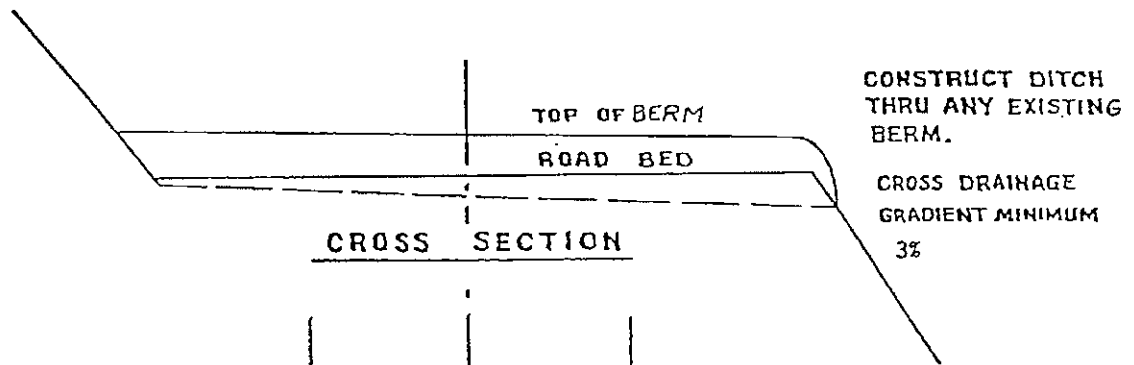 TOP OF BERM
ROAD BED
CROSS SECTION
CONSTRUCT DITCH
THRU ANY EXISTING
BERM.
CROSS DRAINAGE
GRADIENT MINIMUM
3%